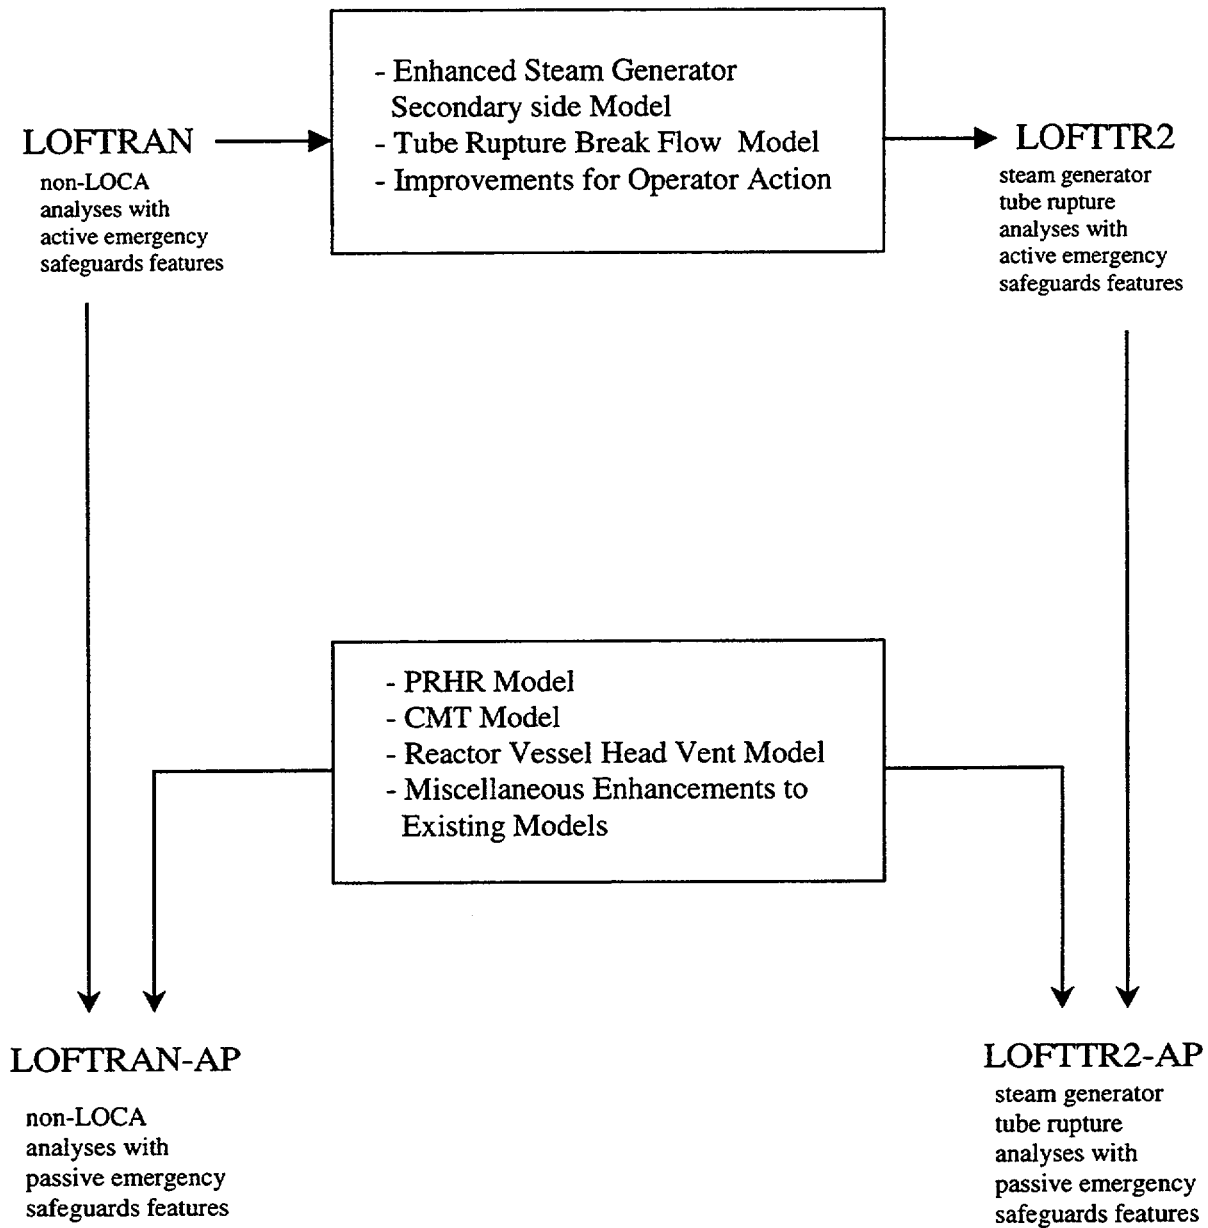 - Enhanced Steam Generator
Secondary side Model
- Tube Rupture Break Flow Model
- Improvements for Operator Action
LOFTRAN
non-LOCA
analyses with
active emergency
safeguards features
LOFTTR2
steam generator
tube rupture
analyses with
active emergency
safeguards features
- PRHR Model
- CMT Model
- Reactor Vessel Head Vent Model
- Miscellaneous Enhancements to
Existing Models
LOFTRAN-AP
non-LOCA
analyses with
passive emergency
safeguards features
LOFTTR2-AP
steam generator
tube rupture
analyses with
passive emergency
safeguards features